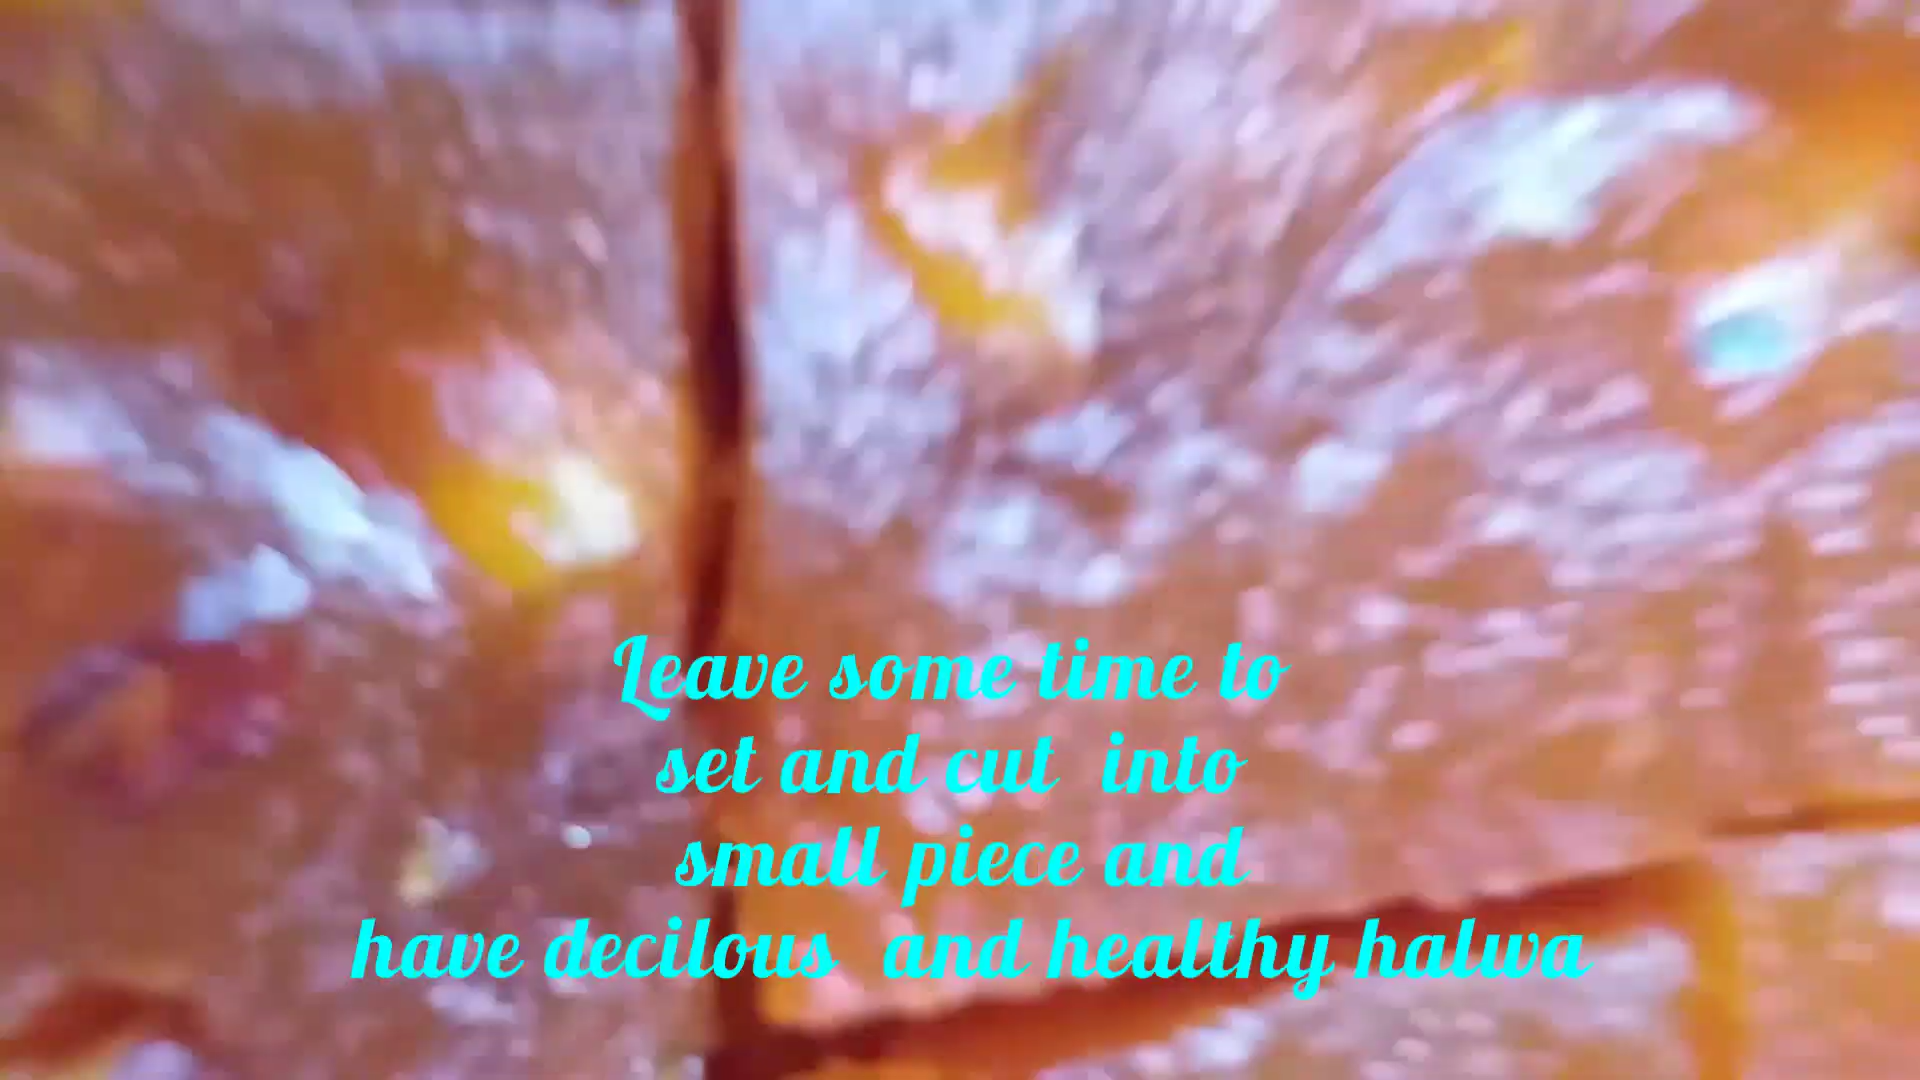 Leave some time to
set and cut  into
small piece and
have decilous  and healthy halwa